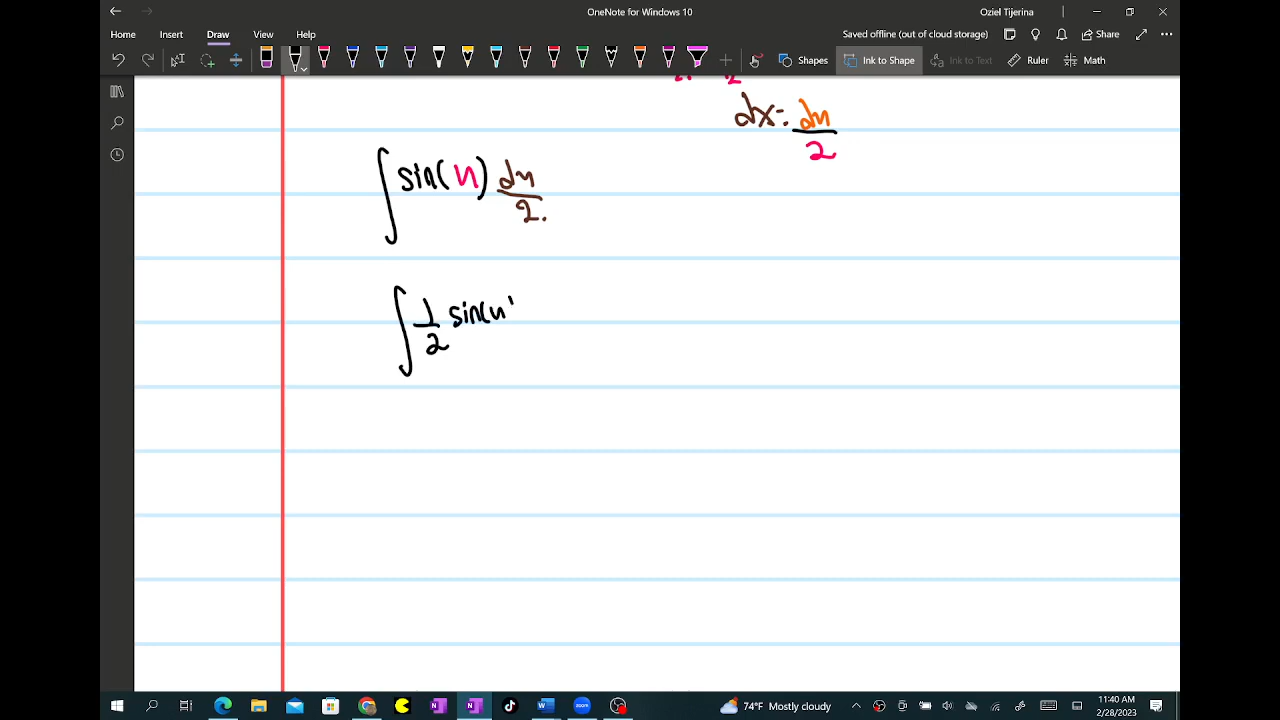 OneNote for Windows 10
Oziel Tijerina
Home Insert Draw View Help
Saved offline (out of cloud storage)
Share
Shapes
Ink to Shape
Ink to Text
Ruler
Math
dx = du/2
∫ sin(u) du/2.
∫ 1/2 sin(u
74°F Mostly cloudy
11:40 AM
2/28/2023